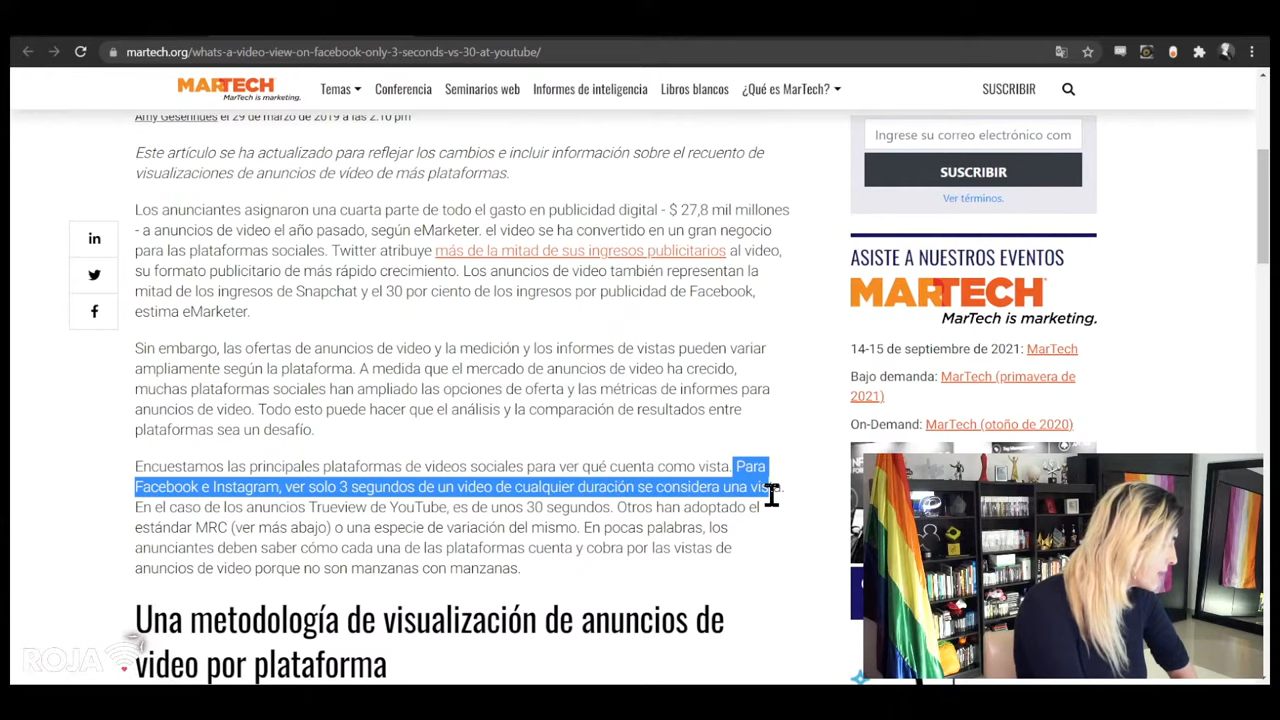 martech.org/whats-a-video-view-on-facebook-only-3-seconds-vs-30-at-youtube/
MARTECH
MarTech is marketing.
Temas
Conferencia
Seminarios web
Informes de inteligencia
Libros blancos
¿Qué es MarTech?
SUSCRIBIR
Amy Gesenhues el 29 de marzo de 2019 a las 2:10 pm
Este artículo se ha actualizado para reflejar los cambios e incluir información sobre el recuento de
visualizaciones de anuncios de vídeo de más plataformas.
Los anunciantes asignaron una cuarta parte de todo el gasto en publicidad digital - $ 27,8 mil millones
- a anuncios de video el año pasado, según eMarketer. el video se ha convertido en un gran negocio
para las plataformas sociales. Twitter atribuye más de la mitad de sus ingresos publicitarios al video,
su formato publicitario de más rápido crecimiento. Los anuncios de video también representan la
mitad de los ingresos de Snapchat y el 30 por ciento de los ingresos por publicidad de Facebook,
estima eMarketer.
Sin embargo, las ofertas de anuncios de video y la medición y los informes de vistas pueden variar
ampliamente según la plataforma. A medida que el mercado de anuncios de video ha crecido,
muchas plataformas sociales han ampliado las opciones de oferta y las métricas de informes para
anuncios de video. Todo esto puede hacer que el análisis y la comparación de resultados entre
plataformas sea un desafío.
Encuestamos las principales plataformas de videos sociales para ver qué cuenta como vista. Para
Facebook e Instagram, ver solo 3 segundos de un video de cualquier duración se considera una vista.
En el caso de los anuncios Trueview de YouTube, es de unos 30 segundos. Otros han adoptado el
estándar MRC (ver más abajo) o una especie de variación del mismo. En pocas palabras, los
anunciantes deben saber cómo cada una de las plataformas cuenta y cobra por las vistas de
anuncios de video porque no son manzanas con manzanas.
Una metodología de visualización de anuncios de
video por plataforma
Ingrese su correo electrónico com
SUSCRIBIR
Ver términos.
ASISTE A NUESTROS EVENTOS
MARTECH
MarTech is marketing.
14-15 de septiembre de 2021: MarTech
Bajo demanda: MarTech (primavera de
2021)
On-Demand: MarTech (otoño de 2020)
ROJA